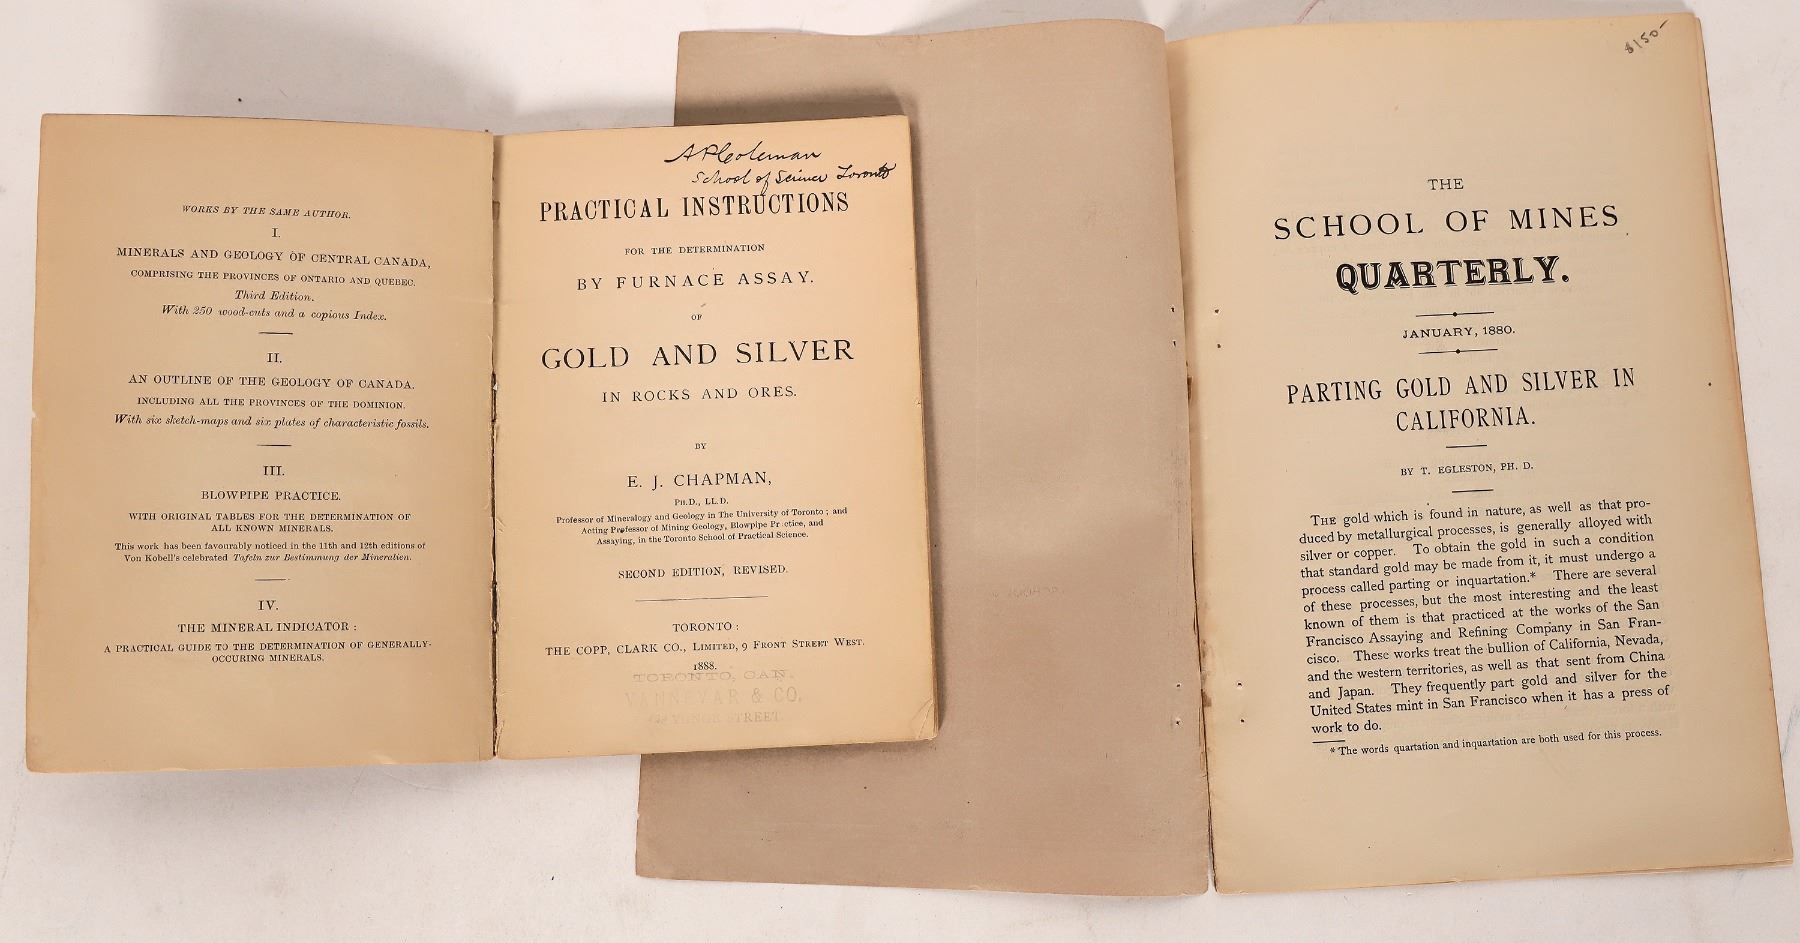 WORKS BY THE SAME AUTHOR.
I.
MINERALS AND GEOLOGY OF CENTRAL CANADA,
COMPRISING THE PROVINCES OF ONTARIO AND QUEBEC.
Third Edition.
With 250 wood-cuts and a copious Index.
II.
AN OUTLINE OF THE GEOLOGY OF CANADA.
INCLUDING ALL THE PROVINCES OF THE DOMINION.
With six sketch-maps and six plates of characteristic fossils.
III.
BLOWPIPE PRACTICE.
WITH ORIGINAL TABLES FOR THE DETERMINATION OF
ALL KNOWN MINERALS.
This work has been favourably noticed in the 11th and 12th editions of
Von Kobell's celebrated Tafeln zur Bestimmung der Mineralien.
IV.
THE MINERAL INDICATOR:
A PRACTICAL GUIDE TO THE DETERMINATION OF GENERALLY-
OCCURING MINERALS.
A P Coleman
School of Science Toronto
PRACTICAL INSTRUCTIONS
FOR THE DETERMINATION
BY FURNACE ASSAY.
OF
GOLD AND SILVER
IN ROCKS AND ORES.
BY
E. J. CHAPMAN,
PH.D., LL.D.
Professor of Mineralogy and Geology in The University of Toronto; and
Acting Professor of Mining Geology, Blowpipe Pr ctice, and
Assaying, in the Toronto School of Practical Science.
SECOND EDITION, REVISED.
TORONTO:
THE COPP, CLARK CO., LIMITED, 9 FRONT STREET WEST.
1888.
TORONTO, CAN.
VANNEVAR & CO.
STREET
$150-
THE
SCHOOL OF MINES
QUARTERLY.
JANUARY, 1880.
PARTING GOLD AND SILVER IN
CALIFORNIA.
BY T. EGLESTON, PH. D.
THE gold which is found in nature, as well as that pro-
duced by metallurgical processes, is generally alloyed with
silver or copper. To obtain the gold in such a condition
that standard gold may be made from it, it must undergo a
process called parting or inquartation.* There are several
of these processes, but the most interesting and the least
known of them is that practiced at the works of the San
Francisco Assaying and Refining Company in San Fran-
cisco. These works treat the bullion of California, Nevada,
and the western territories, as well as that sent from China
and Japan. They frequently part gold and silver for the
United States mint in San Francisco when it has a press of
work to do.
* The words quartation and inquartation are both used for this process.